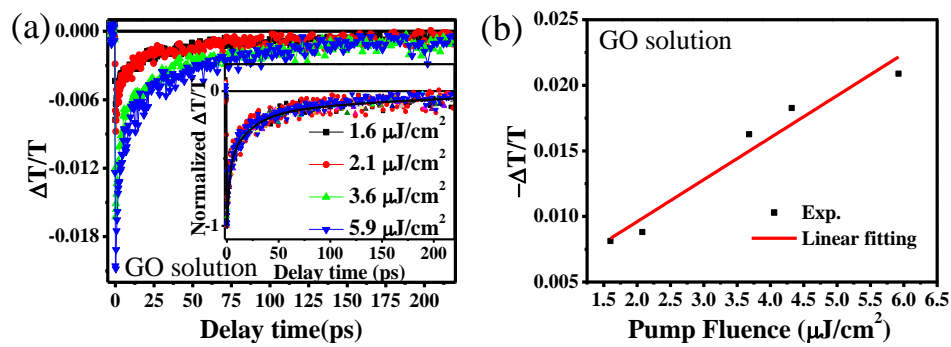 (a)
0.000
-0.006
-0.012
-0.018
ΔT/T
GO solution
0
25
50
75
100
125
150
175
200
Delay time(ps)
Normalized ΔT/T
0
-1
1.6 μJ/cm²
2.1 μJ/cm²
3.6 μJ/cm²
5.9 μJ/cm²
0
50
100
150
200
Delay time (ps)
(b)
GO solution
0.025
0.020
0.015
0.010
0.005
−ΔT/T
Exp.
Linear fitting
1.5 2.0 2.5 3.0 3.5 4.0 4.5 5.0 5.5 6.0 6.5
Pump Fluence (μJ/cm²)